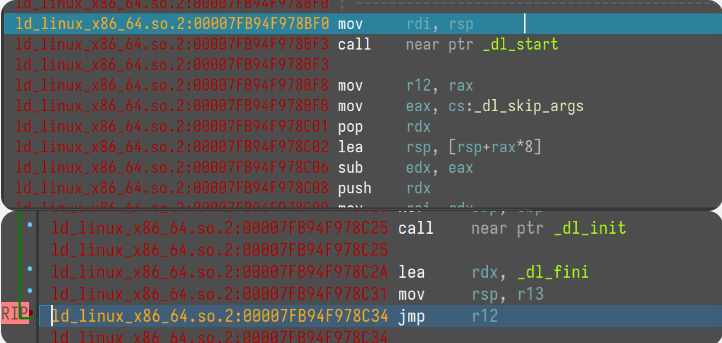 ld_linux_x86_64.so.2:00007FB94F978BF0 ; ---------------------------
ld_linux_x86_64.so.2:00007FB94F978BF0 mov rdi, rsp
ld_linux_x86_64.so.2:00007FB94F978BF3 call near ptr _dl_start
ld_linux_x86_64.so.2:00007FB94F978BF3
ld_linux_x86_64.so.2:00007FB94F978BF8 mov r12, rax
ld_linux_x86_64.so.2:00007FB94F978BFB mov eax, cs:_dl_skip_args
ld_linux_x86_64.so.2:00007FB94F978C01 pop rdx
ld_linux_x86_64.so.2:00007FB94F978C02 lea rsp, [rsp+rax*8]
ld_linux_x86_64.so.2:00007FB94F978C06 sub edx, eax
ld_linux_x86_64.so.2:00007FB94F978C08 push rdx
ld_linux_x86_64.so.2:00007FB94F978C25 call near ptr _dl_init
ld_linux_x86_64.so.2:00007FB94F978C25
ld_linux_x86_64.so.2:00007FB94F978C2A lea rdx, _dl_fini
ld_linux_x86_64.so.2:00007FB94F978C31 mov rsp, r13
RIP ld_linux_x86_64.so.2:00007FB94F978C34 jmp r12
ld_linux_x86_64.so.2:00007FB94F978C34